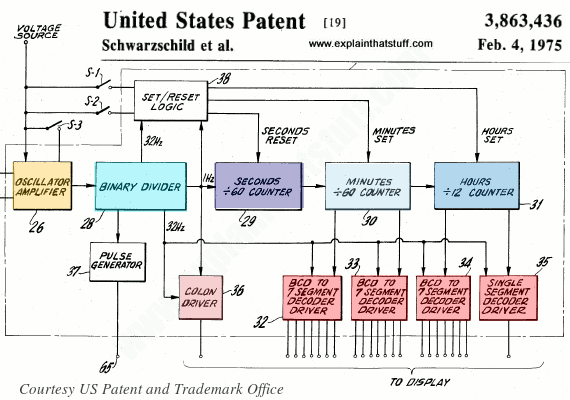 United States Patent [19]
3,863,436
Schwarzschild et al.
www.explainthatstuff.com
Feb. 4, 1975
VOLTAGE
SOURCE
S-1
S-2
S-3
38
SET/RESET
LOGIC
32Hz
SECONDS
RESET
MINUTES
SET
HOURS
SET
OSCILLATOR
AMPLIFIER
26
BINARY DIVIDER
28
1Hz
SECONDS
÷60 COUNTER
29
MINUTES
÷60 COUNTER
30
HOURS
÷12 COUNTER
31
32Hz
PULSE
GENERATOR
37
65
COLON
DRIVER
36
BCD TO
7 SEGMENT
DECODER
DRIVER
32
BCD TO
7 SEGMENT
DECODER
DRIVER
33
BCD TO
7 SEGMENT
DECODER
DRIVER
34
SINGLE
SEGMENT
DECODER
DRIVER
35
TO DISPLAY
Courtesy US Patent and Trademark Office